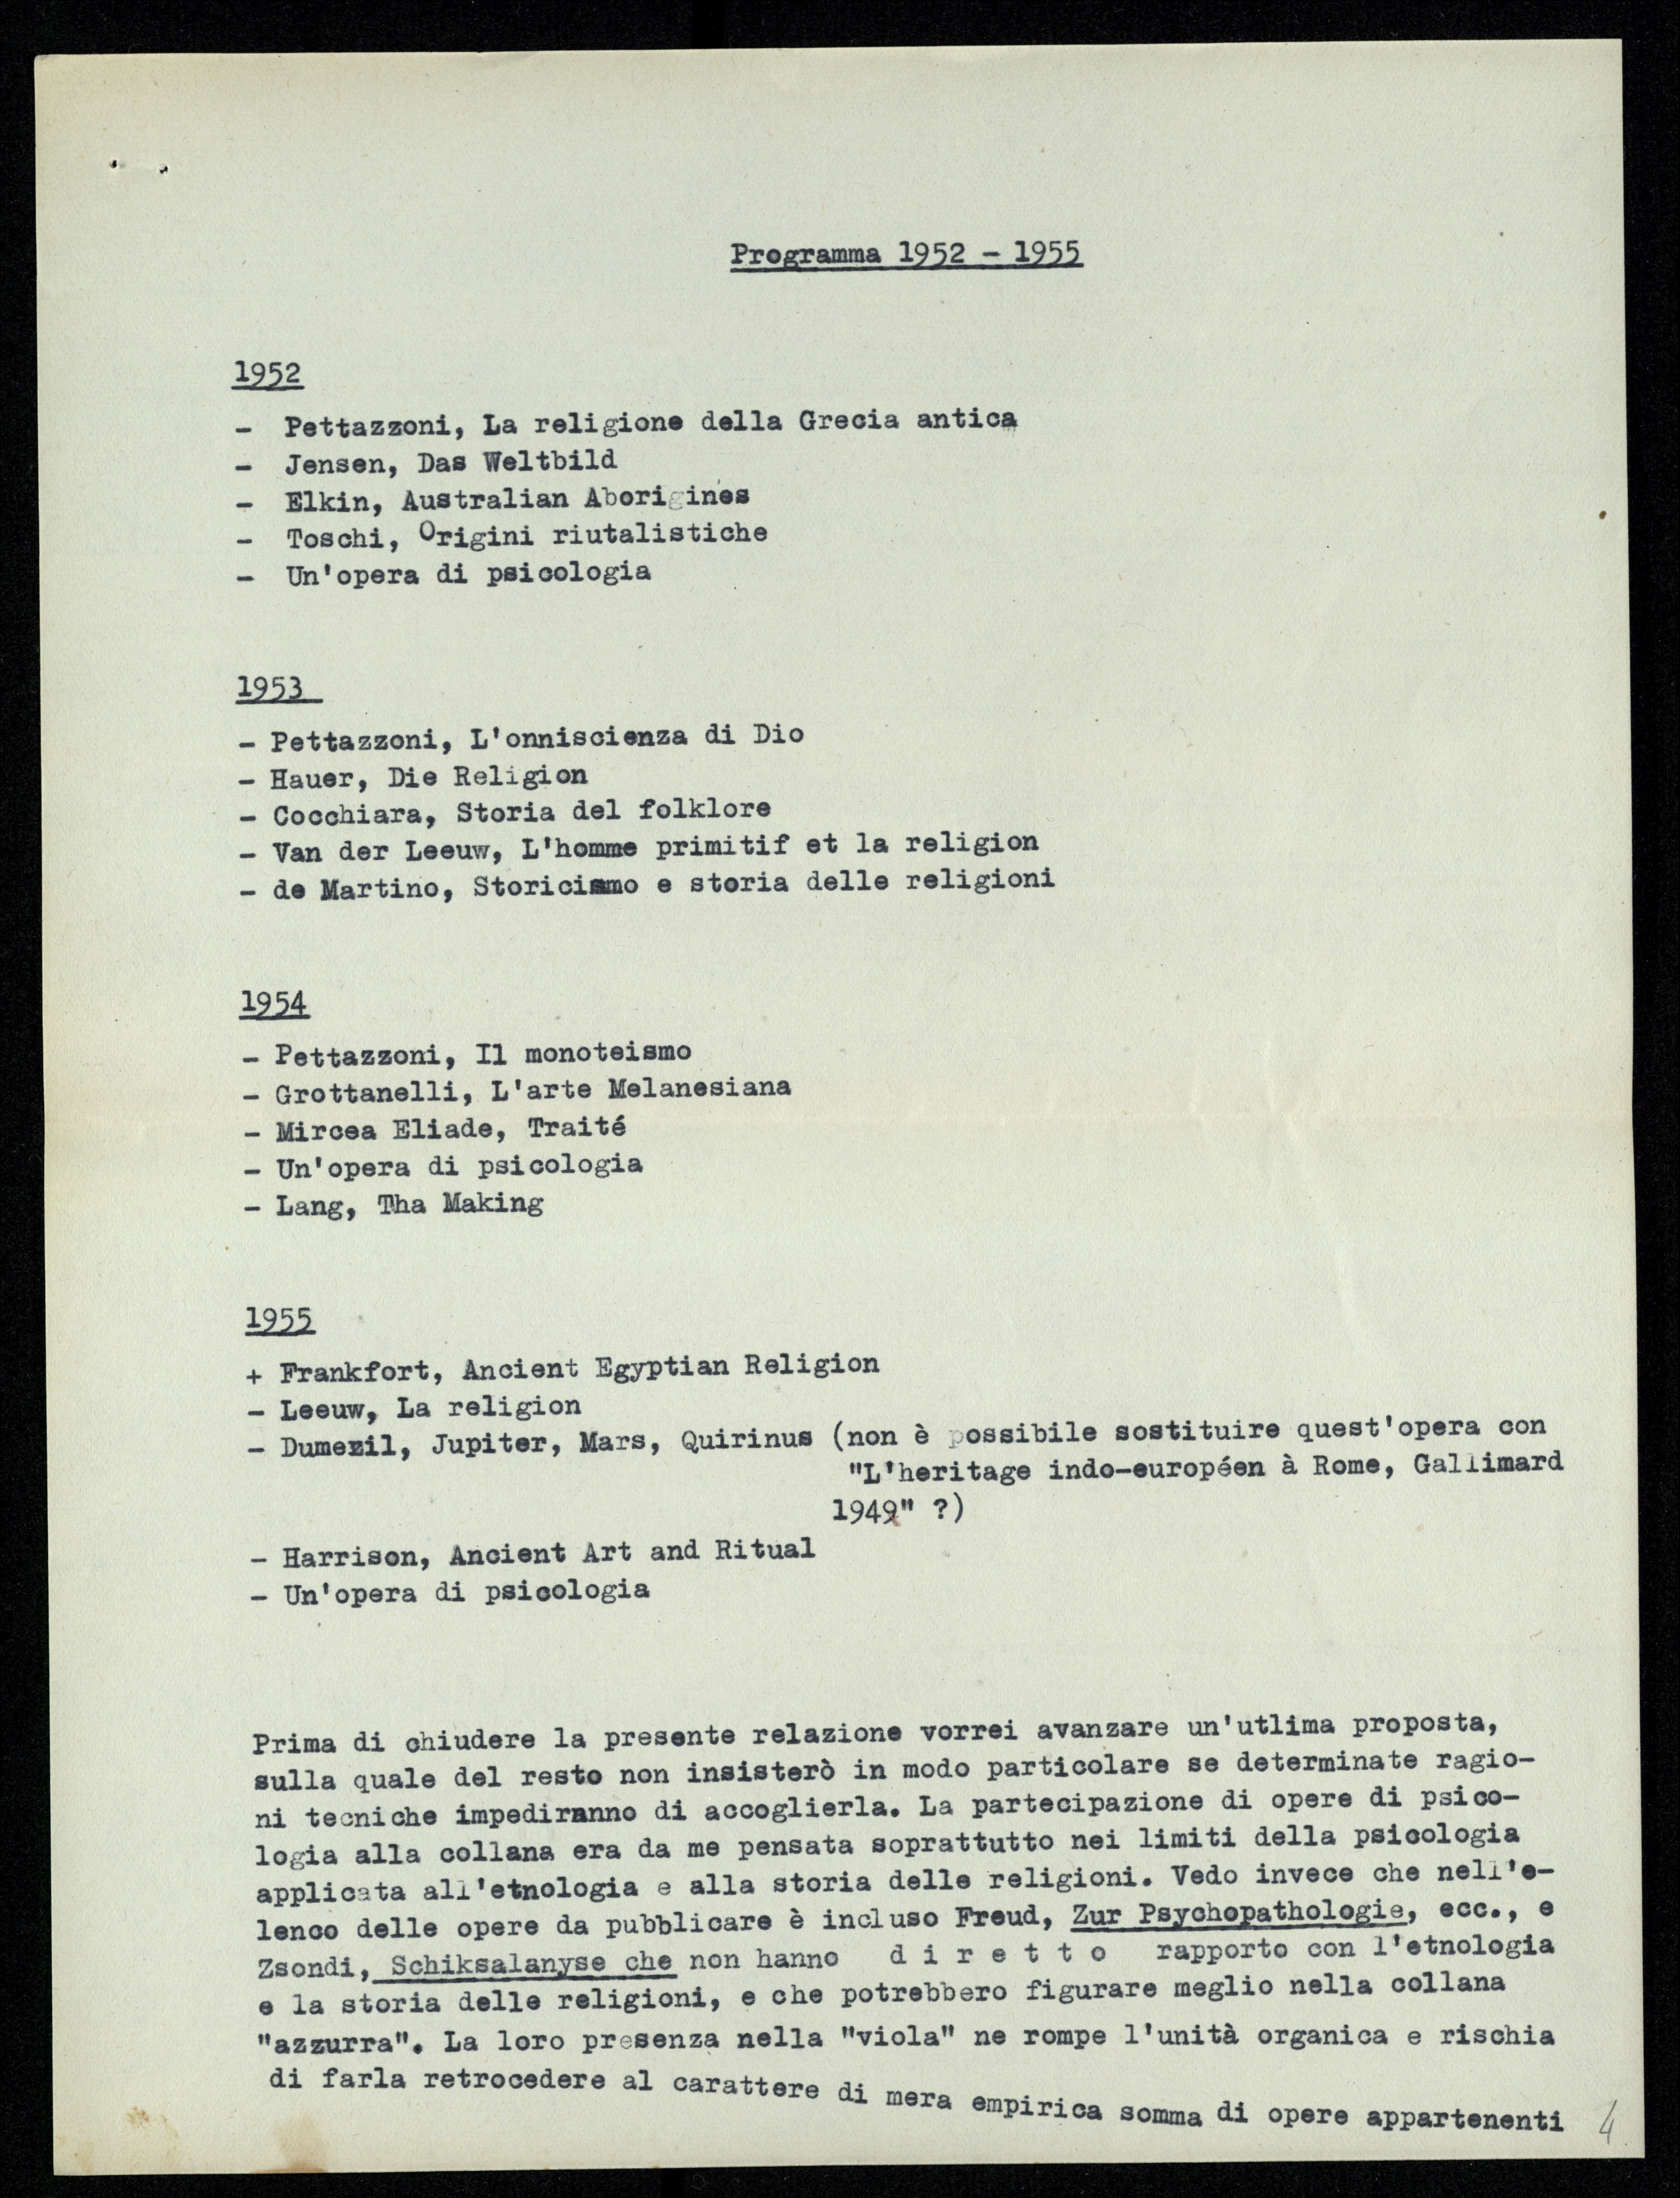 Programma 1952 - 1955
1952
- Pettazzoni, La religione della Grecia antica
- Jensen, Das Weltbild
- Elkin, Australian Aborigines
- Toschi, Origini riutalistiche
- Un'opera di psicologia
1953
- Pettazzoni, L'onniscienza di Dio
- Hauer, Die Religion
- Cocchiara, Storia del folklore
- Van der Leeuw, L'homme primitif et la religion
- de Martino, Storicismo e storia delle religioni
1954
- Pettazzoni, Il monoteismo
- Grottanelli, L'arte Melanesiana
- Mircea Eliade, Traité
- Un'opera di psicologia
- Lang, Tha Making
1955
+ Frankfort, Ancient Egyptian Religion
- Leeuw, La religion
- Dumezil, Jupiter, Mars, Quirinus (non è possibile sostituire quest'opera con
"L'heritage indo-européen à Rome, Gallimard
1949" ?)
- Harrison, Ancient Art and Ritual
- Un'opera di psicologia
Prima di chiudere la presente relazione vorrei avanzare un'utlima proposta,
sulla quale del resto non insisterò in modo particolare se determinate ragio-
ni tecniche impediranno di accoglierla. La partecipazione di opere di psico-
logia alla collana era da me pensata soprattutto nei limiti della psicologia
applicata all'etnologia e alla storia delle religioni. Vedo invece che nell'e-
lenco delle opere da pubblicare è incluso Freud, Zur Psychopathologie, ecc., e
Zsondi, Schiksalanyse che non hanno d i r e t t o rapporto con l'etnologia
e la storia delle religioni, e che potrebbero figurare meglio nella collana
"azzurra". La loro presenza nella "viola" ne rompe l'unità organica e rischia
di farla retrocedere al carattere di mera empirica somma di opere appartenenti
4